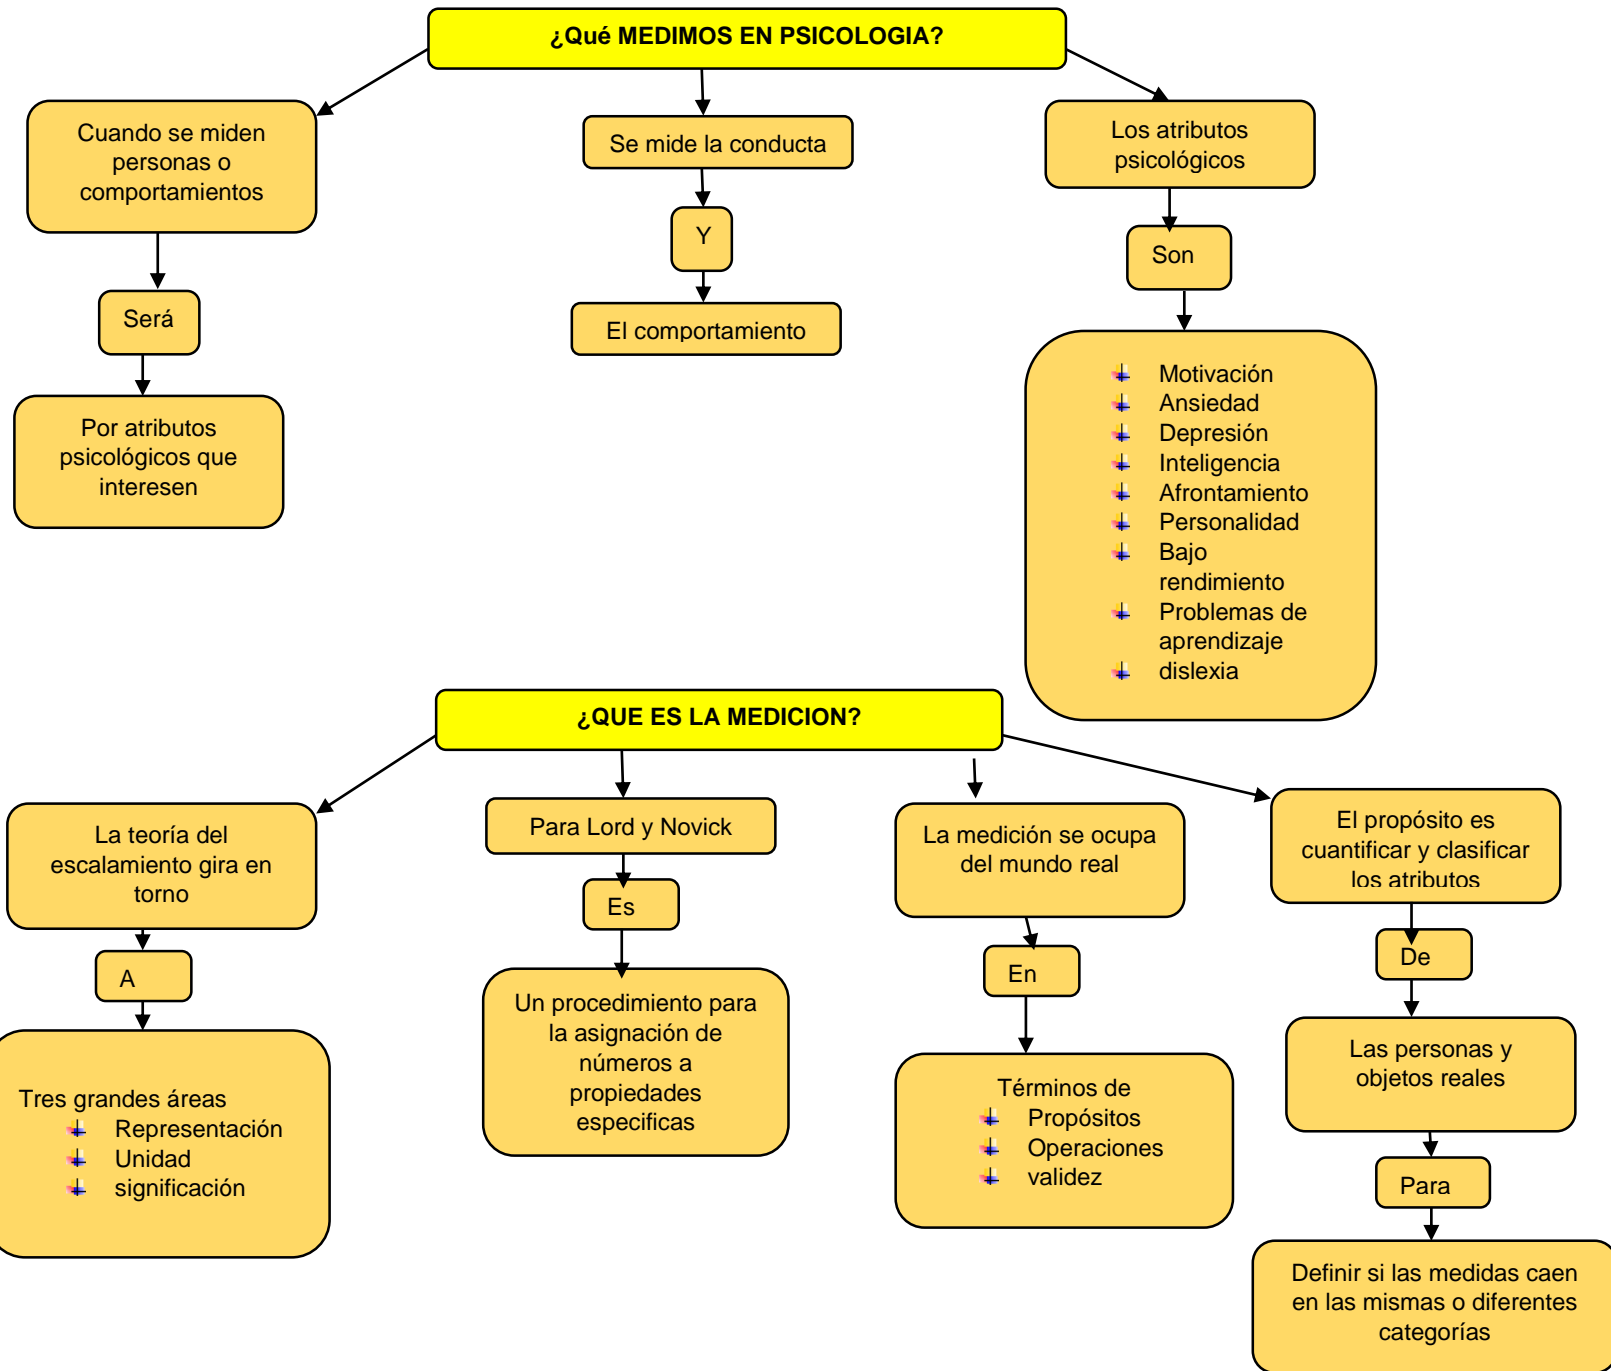 ¿Qué MEDIMOS EN PSICOLOGIA?
Cuando se miden
personas o
comportamientos
Será
Por atributos
psicológicos que
interesen
Se mide la conducta
Y
El comportamiento
Los atributos
psicológicos
Son
Motivación
Ansiedad
Depresión
Inteligencia
Afrontamiento
Personalidad
Bajo
rendimiento
Problemas de
aprendizaje
dislexia
¿QUE ES LA MEDICION?
La teoría del
escalamiento gira en
torno
A
Tres grandes áreas
Representación
Unidad
significación
Para Lord y Novick
Es
Un procedimiento para
la asignación de
números a
propiedades
especificas
La medición se ocupa
del mundo real
En
Términos de
Propósitos
Operaciones
validez
El propósito es
cuantificar y clasificar
los atributos
De
Las personas y
objetos reales
Para
Definir si las medidas caen
en las mismas o diferentes
categorías